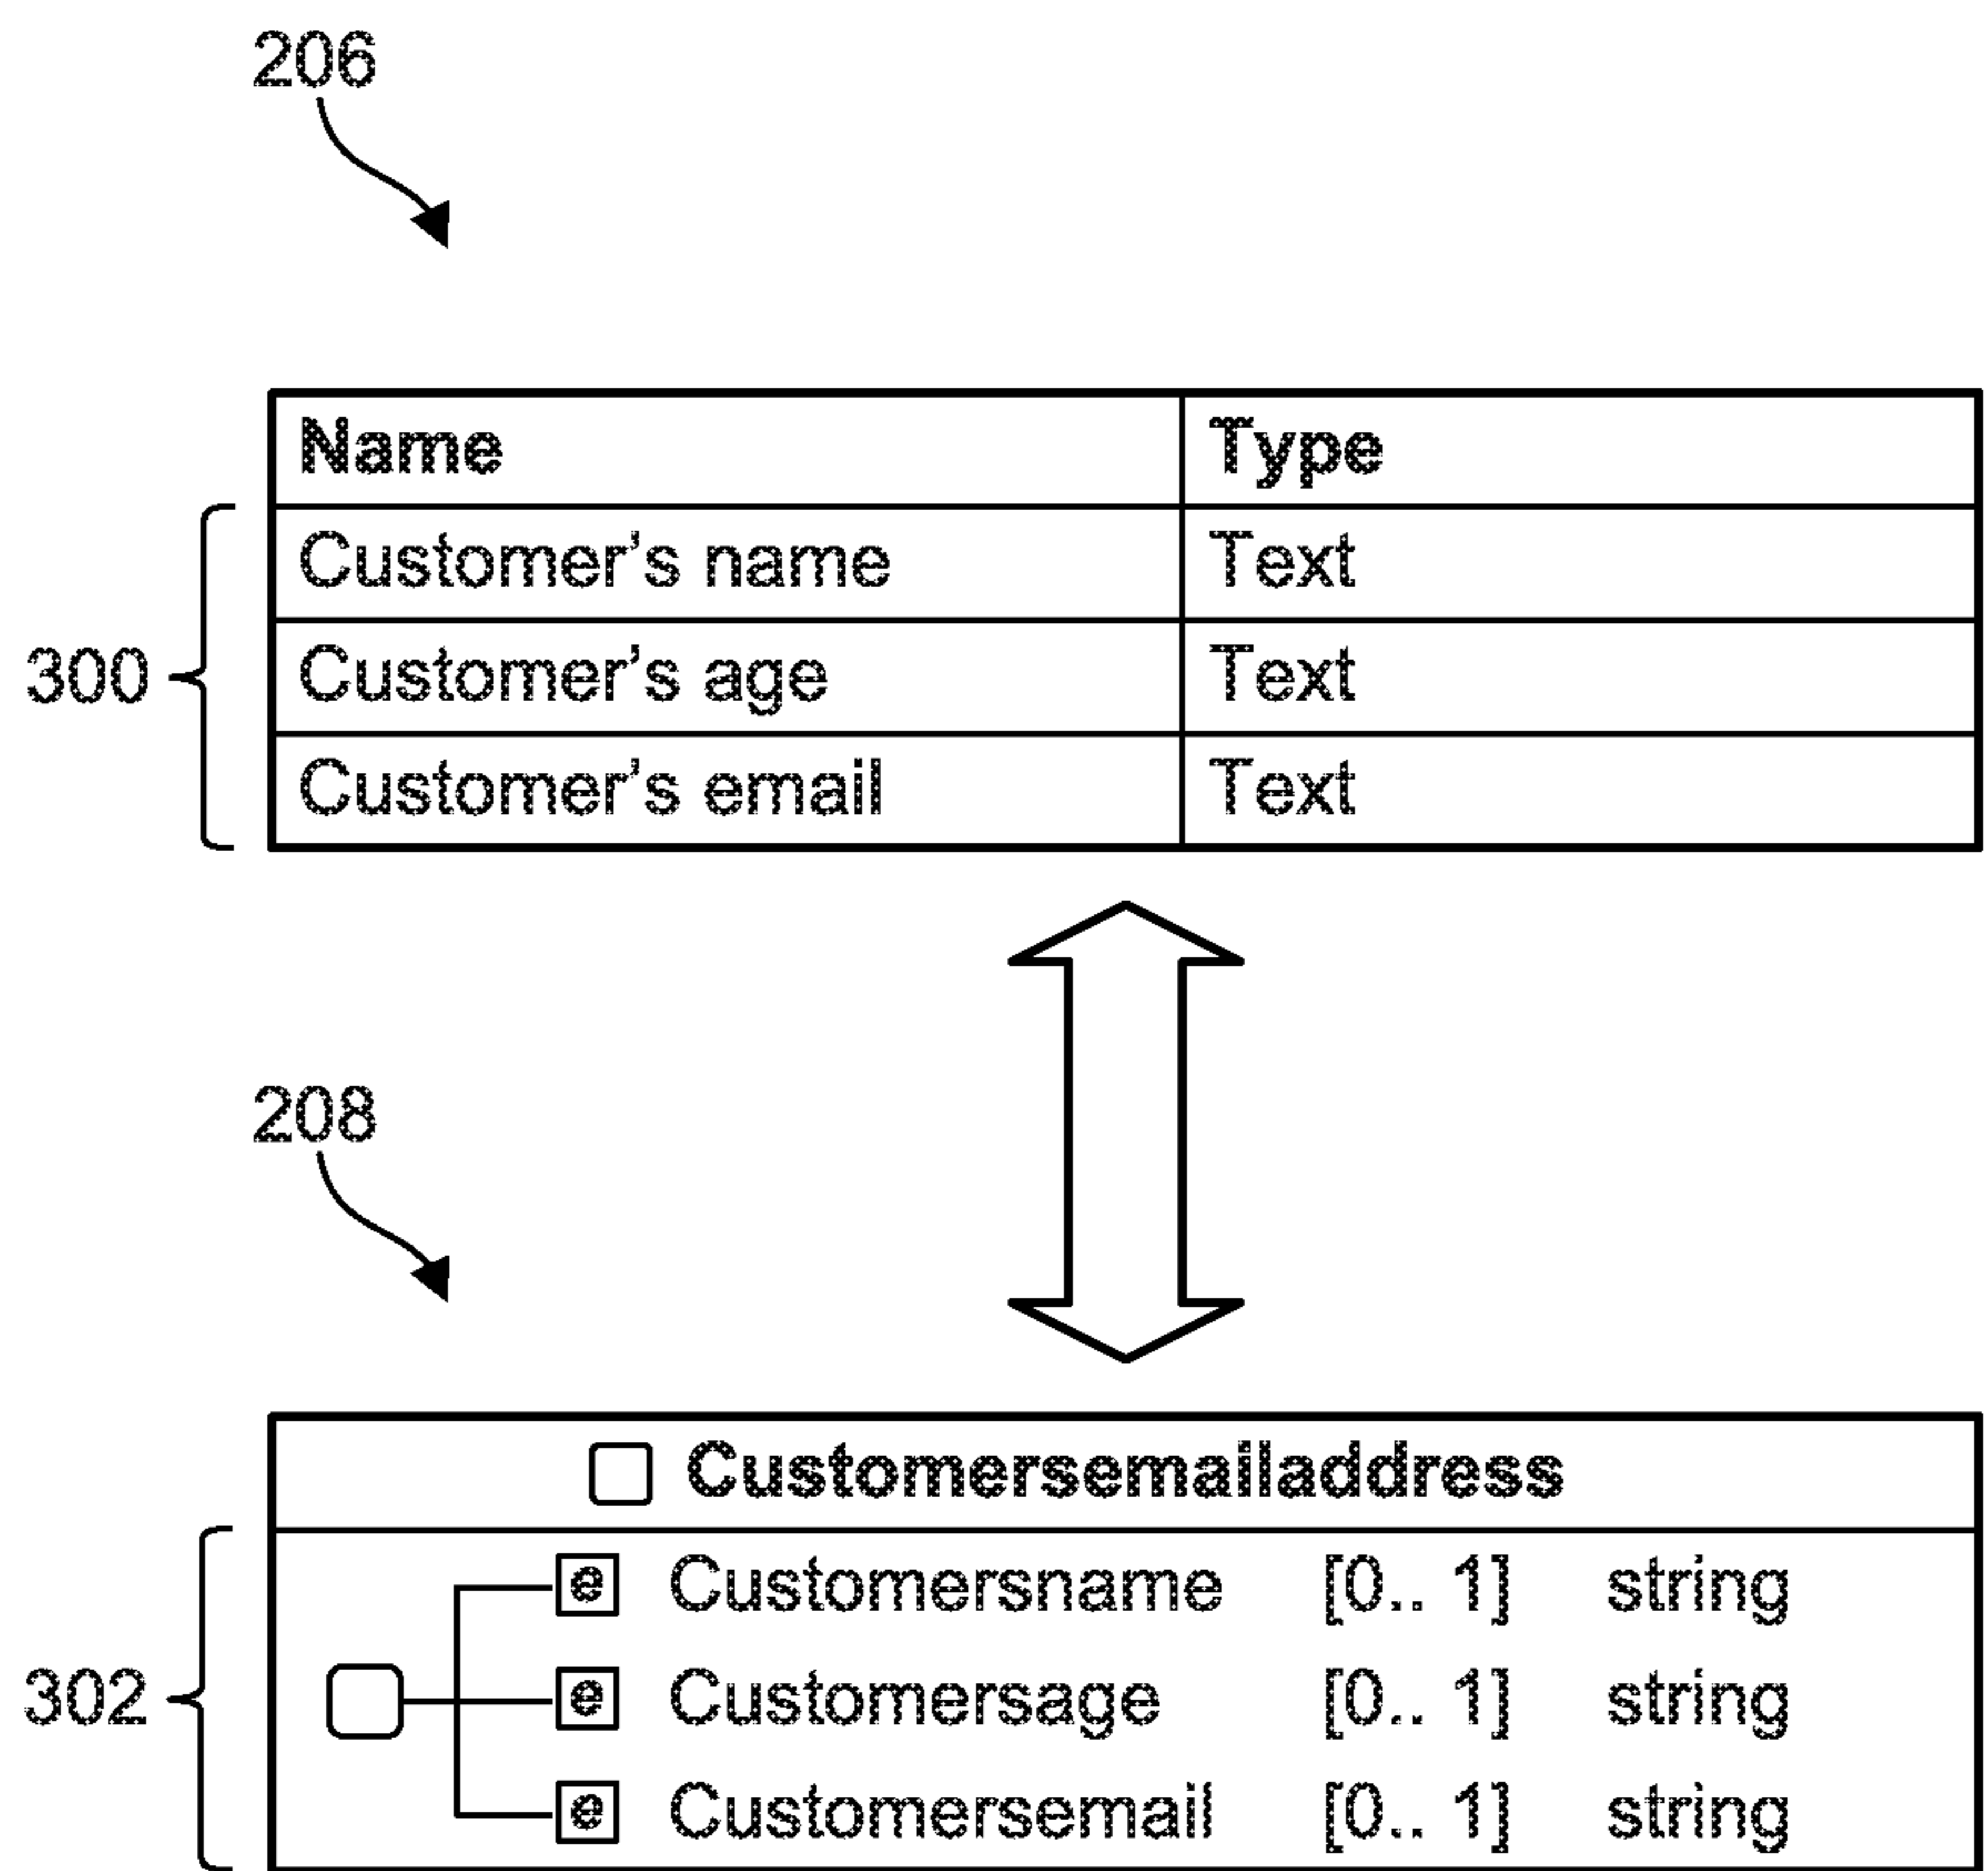 206
Name Type
Customer's name Text
300 Customer's age Text
Customer's email Text
208
Customersemailaddress
e Customersname [0.. 1] string
302 e Customersage [0.. 1] string
e Customersemail [0.. 1] string